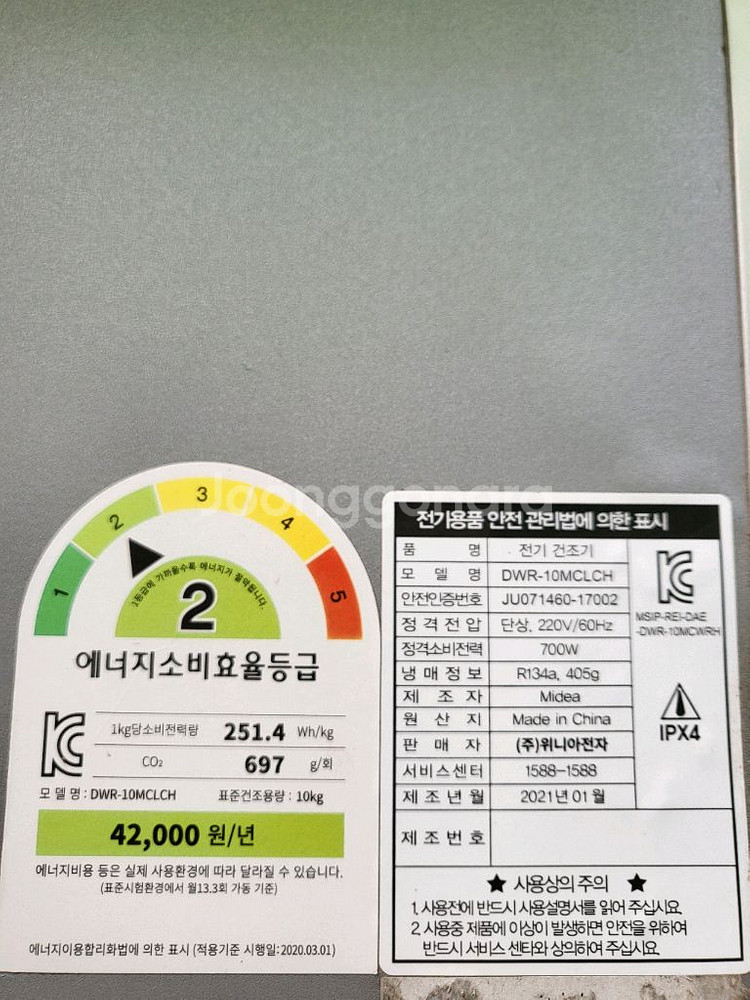 Joonggonara
1
2
3
4
5
1등급에 가까울수록 에너지가 절약됩니다.
2
에너지소비효율등급
1kg당소비전력량 251.4 Wh/kg
CO₂ 697 g/회
모 델 명 : DWR-10MCLCH 표준건조용량 : 10kg
42,000 원/년
에너지비용 등은 실제 사용환경에 따라 달라질 수 있습니다.
(표준시험환경에서 월13.3회 가동 기준)
에너지이용합리화법에 의한 표시 (적용기준 시행일:2020.03.01)
전기용품 안전 관리법에 의한 표시
품 명 전기 건조기
모 델 명 DWR-10MCLCH
안전인증번호 JU071460-17002
정 격 전 압 단상, 220V/60Hz
정격소비전력 700W
냉 매 정 보 R134a, 405g
제 조 자 Midea
원 산 지 Made in China
판 매 자 (주)위니아전자
서비스센터 1588-1588
제 조 년 월 2021년 01월
제 조 번 호
MSIP-REI-DAE
-DWR-10MCWRH
IPX4
★ 사용상의 주의 ★
1. 사용전에 반드시 사용설명서를 읽어 주십시요.
2. 사용중 제품에 이상이 발생하면 안전을 위하여
반드시 서비스 센타와 상의하여 주십시요.